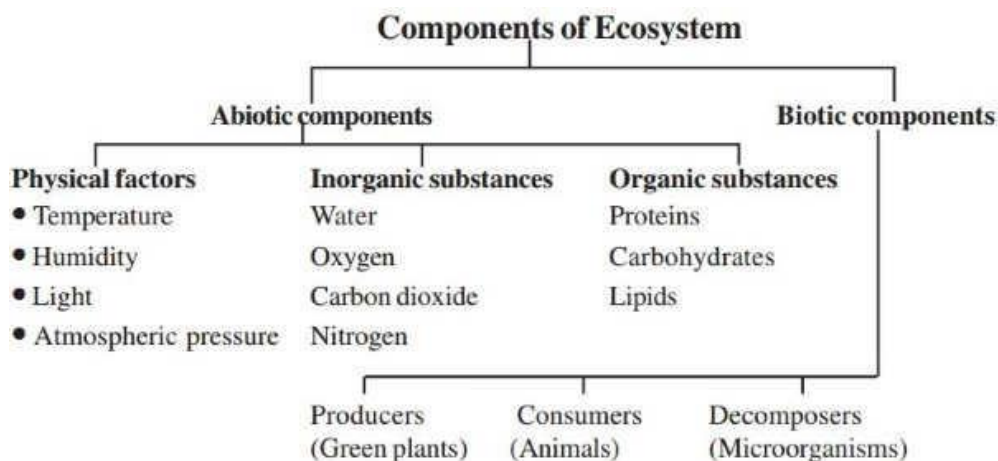 Components of Ecosystem
Abiotic components
Biotic components
Physical factors
• Temperature
• Humidity
• Light
• Atmospheric pressure
Inorganic substances
Water
Oxygen
Carbon dioxide
Nitrogen
Organic substances
Proteins
Carbohydrates
Lipids
Producers
(Green plants)
Consumers
(Animals)
Decomposers
(Microorganisms)